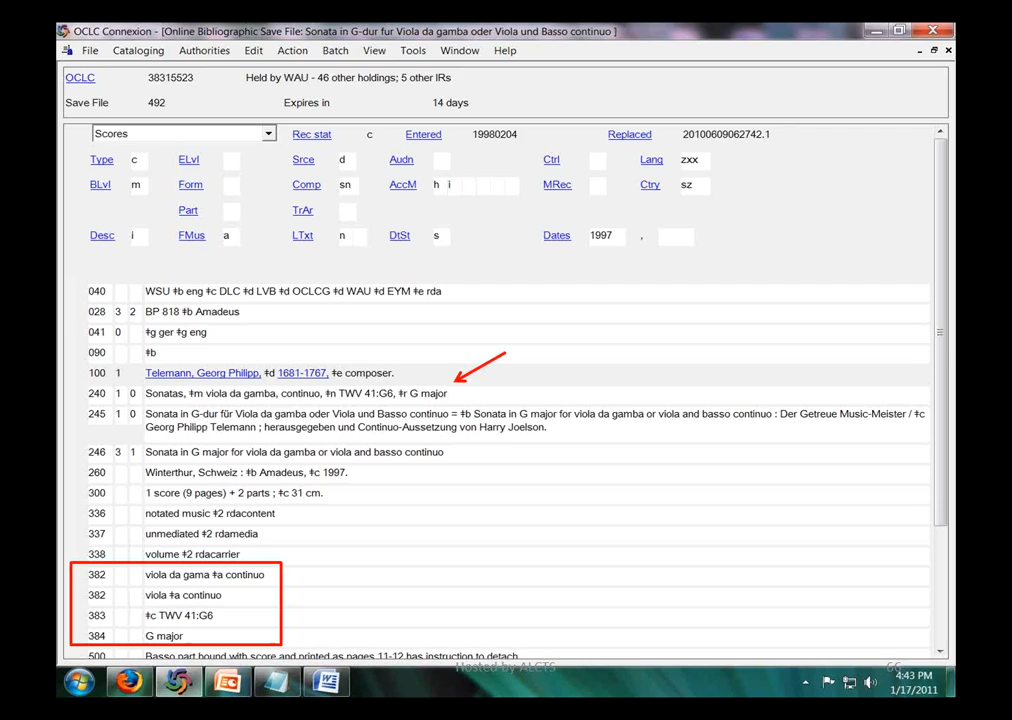 OCLC Connexion - [Online Bibliographic Save File: Sonata in G-dur fur Viola da gamba oder Viola und Basso continuo ]
File Cataloging Authorities Edit Action Batch View Tools Window Help
OCLC 38315523 Held by WAU - 46 other holdings; 5 other IRs
Save File 492 Expires in 14 days
Scores Rec stat c Entered 19980204 Replaced 20100609062742.1
Type c ELvl Srce d Audn Ctrl Lang zxx
BLvl m Form Comp sn AccM h i MRec Ctry sz
Part TrAr
Desc i FMus a LTxt n DtSt s Dates 1997 ,
040 WSU ǂb eng ǂc DLC ǂd LVB ǂd OCLCG ǂd WAU ǂd EYM ǂe rda
028 3 2 BP 818 ǂb Amadeus
041 0 ǂg ger ǂg eng
090 ǂb
100 1 Telemann, Georg Philipp, ǂd 1681-1767, ǂe composer.
240 1 0 Sonatas, ǂm viola da gamba, continuo, ǂn TWV 41:G6, ǂr G major
245 1 0 Sonata in G-dur für Viola da gamba oder Viola und Basso continuo = ǂb Sonata in G major for viola da gamba or viola and basso continuo : Der Getreue Music-Meister / ǂc
Georg Philipp Telemann ; herausgegeben und Continuo-Aussetzung von Harry Joelson.
246 3 1 Sonata in G major for viola da gamba or viola and basso continuo
260 Winterthur, Schweiz : ǂb Amadeus, ǂc 1997.
300 1 score (9 pages) + 2 parts ; ǂc 31 cm.
336 notated music ǂ2 rdacontent
337 unmediated ǂ2 rdamedia
338 volume ǂ2 rdacarrier
382 viola da gama ǂa continuo
382 viola ǂa continuo
383 ǂc TWV 41:G6
384 G major
500 Basso part bound with score and printed as pages 11-12 has instruction to detach
Hosted by ALCTS 66
4:43 PM
1/17/2011